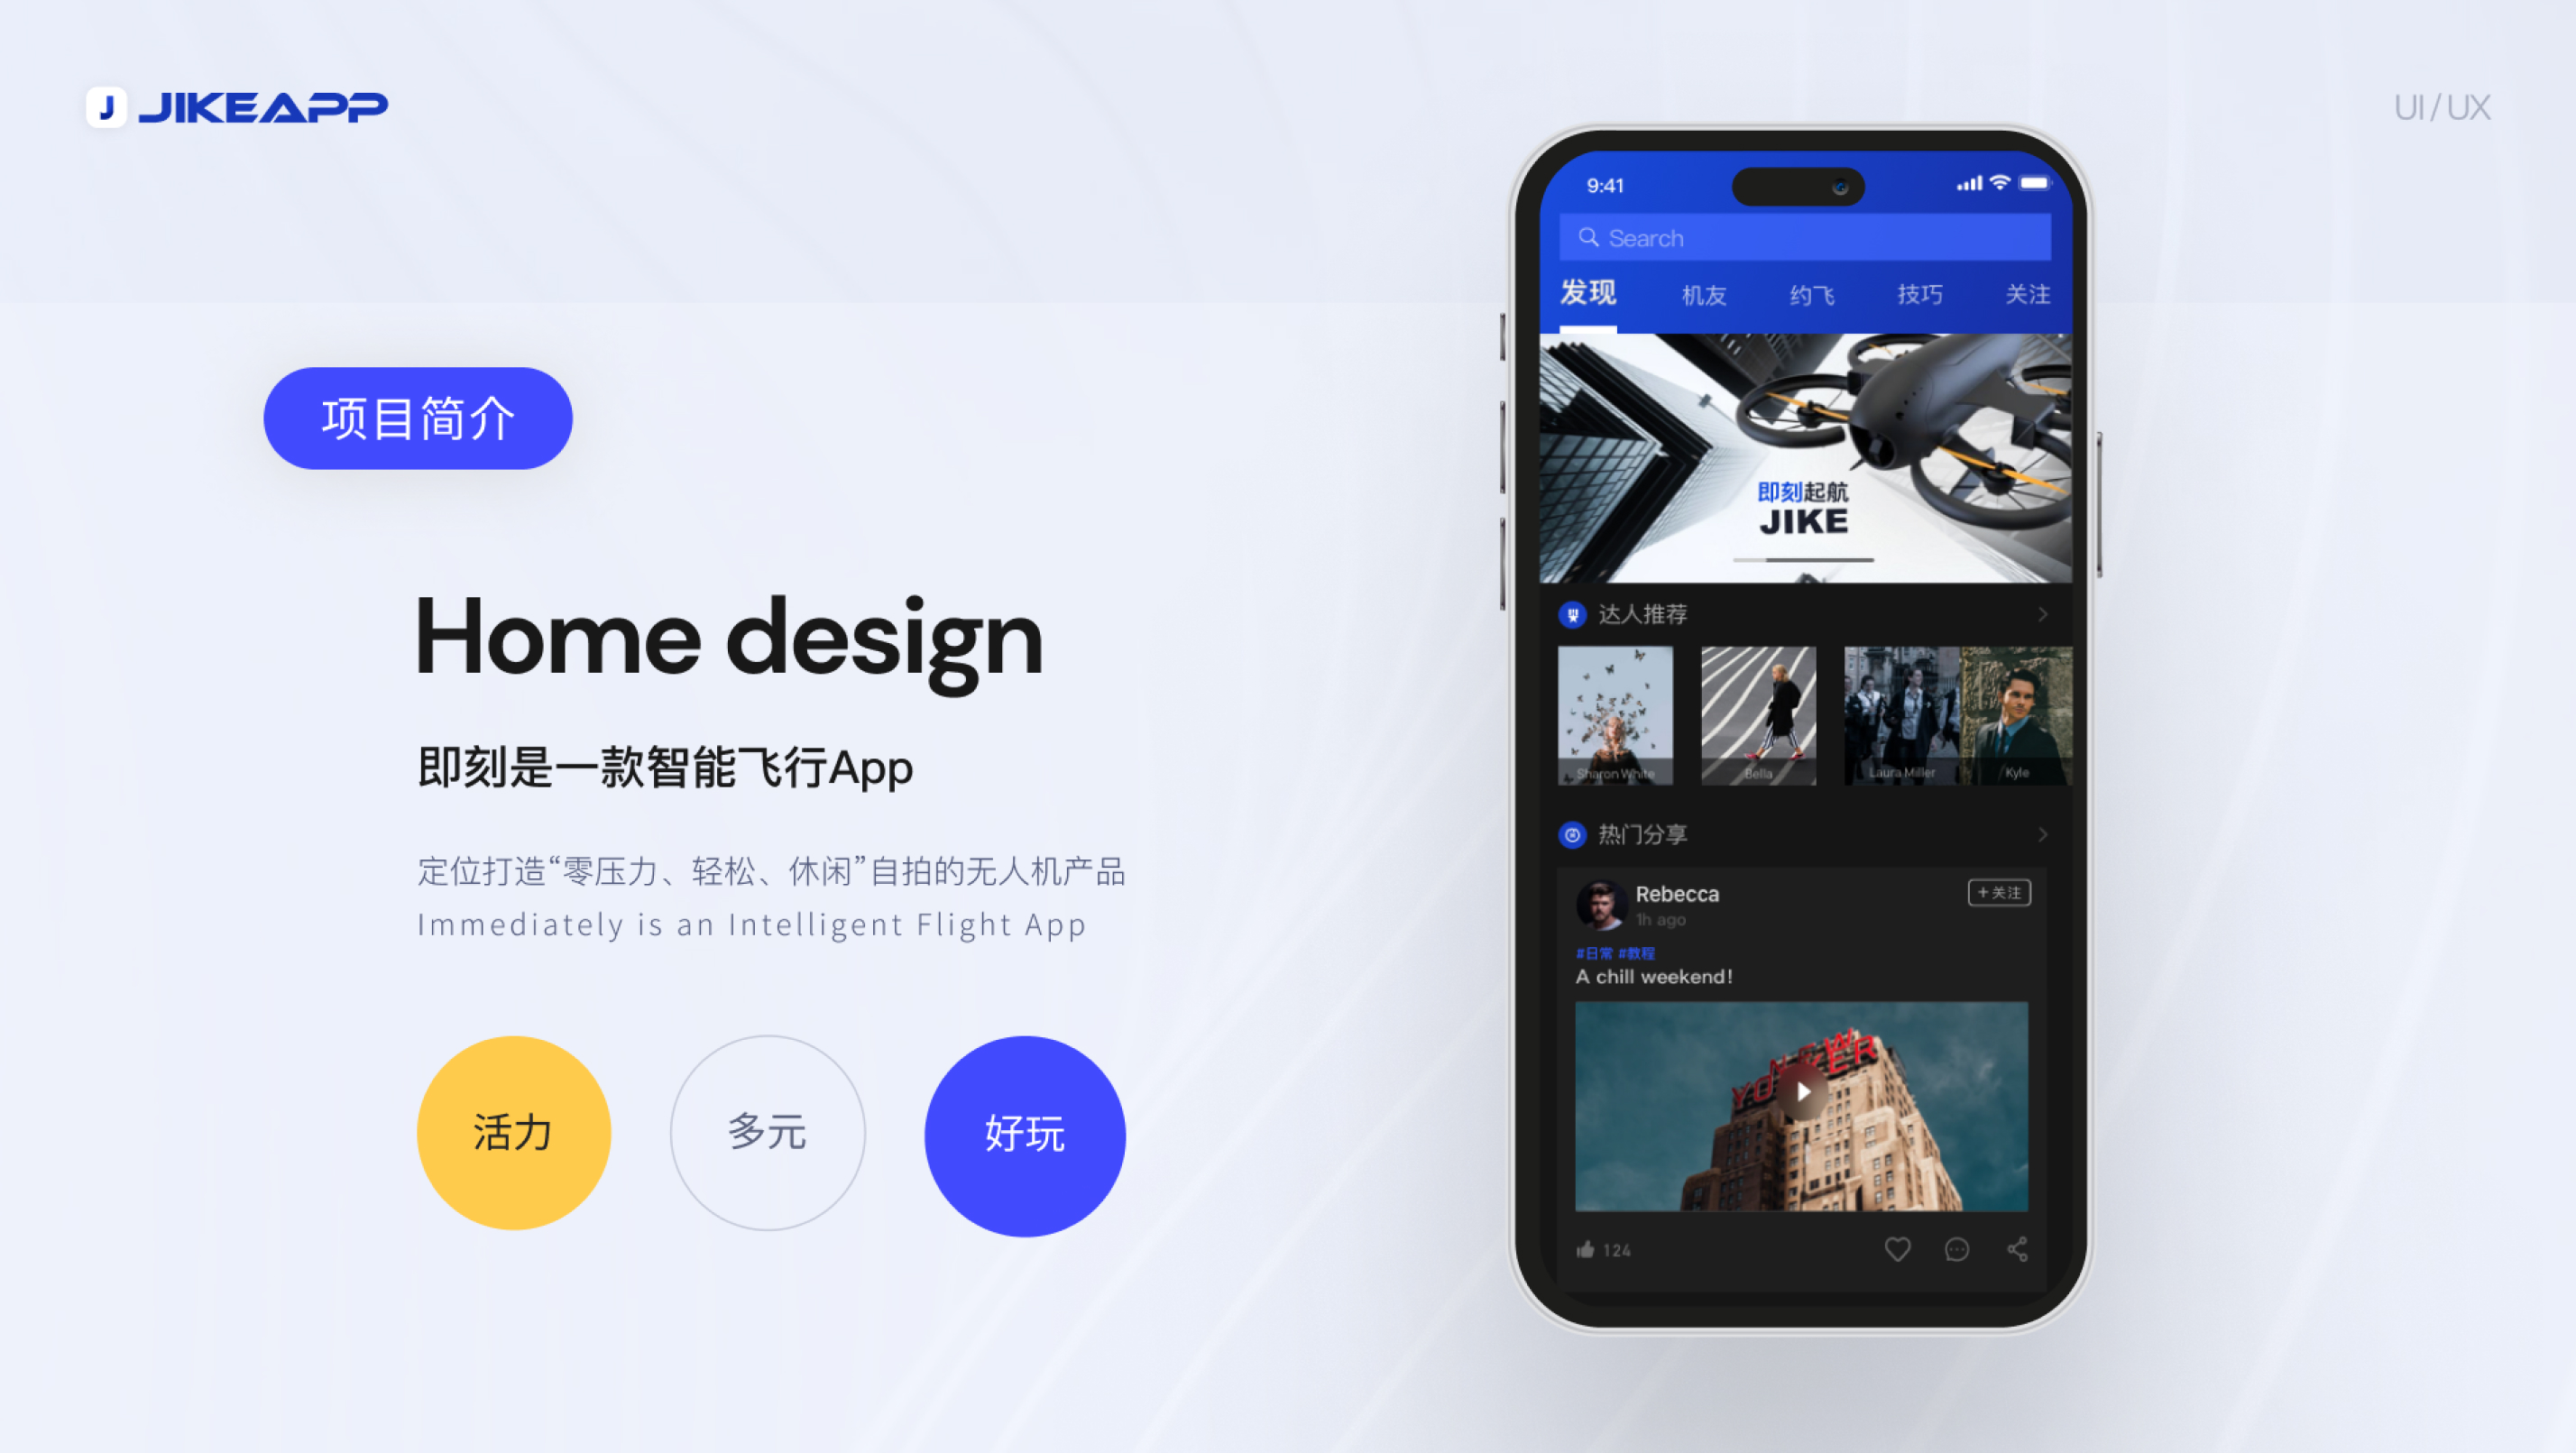 J JIKEAPP
UI / UX
项目简介
Home design
即刻是一款智能飞行App
定位打造“零压力、轻松、休闲”自拍的无人机产品
Immediately is an Intelligent Flight App
活力
多元
好玩
9:41
Search
发现 机友 约飞 技巧 关注
即刻起航
JIKE
达人推荐
Sharon White Bella Laura Miller Kyle
热门分享
Rebecca
1h ago
+关注
#日常 #教程
A chill weekend!
NEW
YONKER
124